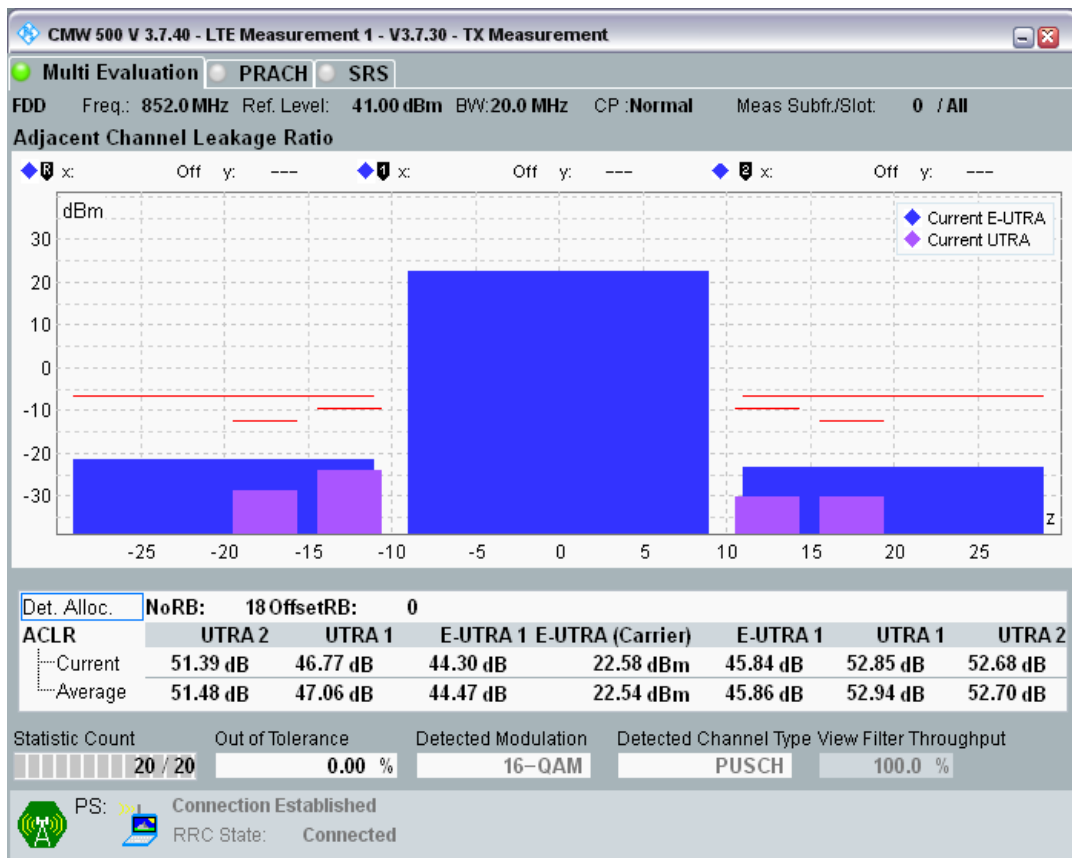 CMW 500 V 3.7.40 - LTE Measurement 1 - V3.7.30 - TX Measurement
Multi Evaluation PRACH SRS
FDD Freq.: 852.0 MHz Ref. Level: 41.00 dBm BW:20.0 MHz CP :Normal Meas Subfr./Slot: 0 / All
Adjacent Channel Leakage Ratio
R x: Off y: --- 1 x: Off y: --- 2 x: Off y: ---
dBm
Current E-UTRA
Current UTRA
30
20
10
0
-10
-20
-30
z
-25 -20 -15 -10 -5 0 5 10 15 20 25
Det. Alloc. NoRB: 18 OffsetRB: 0
ACLR UTRA 2 UTRA 1 E-UTRA 1 E-UTRA (Carrier) E-UTRA 1 UTRA 1 UTRA 2
Current 51.39 dB 46.77 dB 44.30 dB 22.58 dBm 45.84 dB 52.85 dB 52.68 dB
Average 51.48 dB 47.06 dB 44.47 dB 22.54 dBm 45.86 dB 52.94 dB 52.70 dB
Statistic Count Out of Tolerance Detected Modulation Detected Channel Type View Filter Throughput
20 / 20 0.00 % 16-QAM PUSCH 100.0 %
PS: Connection Established
RRC State: Connected